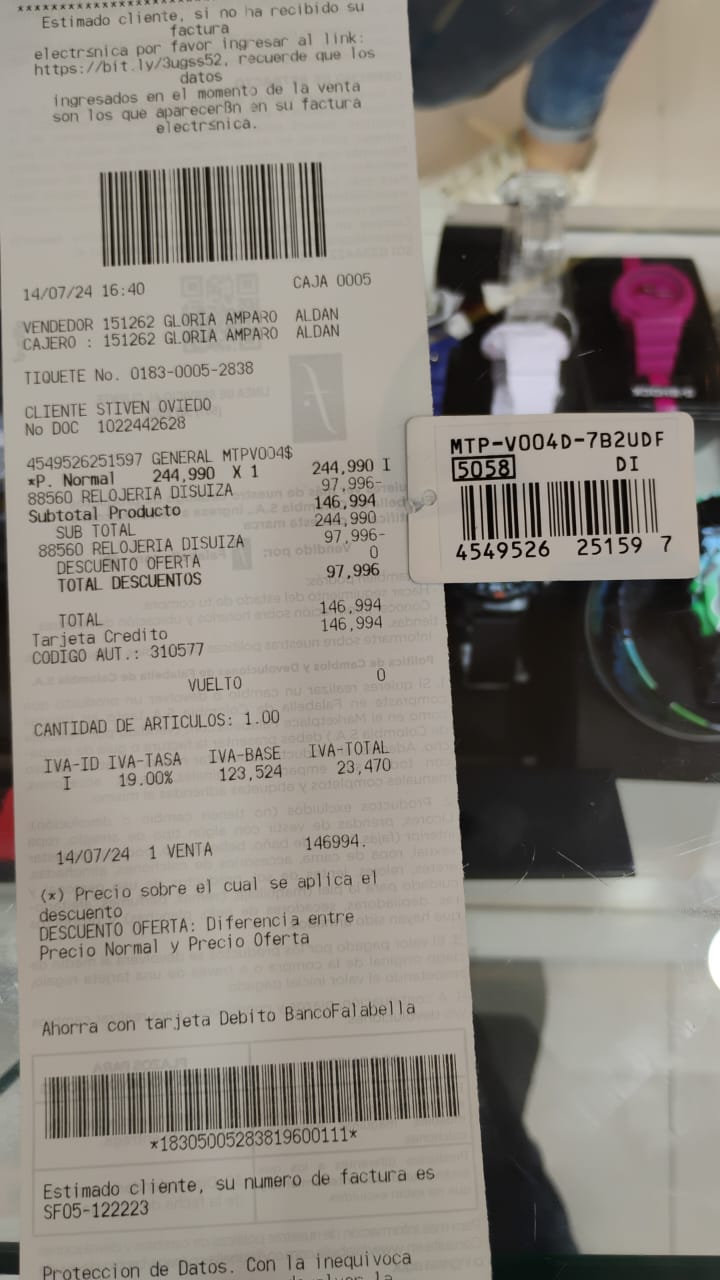 ************************
Estimado cliente, si no ha recibido su
factura
electrśnica por favor ingresar al link:
https://bit.ly/3ugss52, recuerde que los
datos
ingresados en el momento de la venta
son los que aparecerßn en su factura
electrśnica.
14/07/24 16:40 CAJA 0005
VENDEDOR 151262 GLORIA AMPARO ALDAN
CAJERO : 151262 GLORIA AMPARO ALDAN
TIQUETE No. 0183-0005-2838
CLIENTE STIVEN OVIEDO
No DOC 1022442628
4549526251597 GENERAL MTPV004$
*P. Normal 244,990 X 1 244,990 I
88560 RELOJERIA DISUIZA 97,996-
Subtotal Producto 146,994
SUB TOTAL 244,990
88560 RELOJERIA DISUIZA 97,996-
DESCUENTO OFERTA 0
TOTAL DESCUENTOS 97,996
TOTAL 146,994
Tarjeta Credito 146,994
CODIGO AUT.: 310577
VUELTO 0
CANTIDAD DE ARTICULOS: 1.00
IVA-ID IVA-TASA IVA-BASE IVA-TOTAL
I 19.00% 123,524 23,470
14/07/24 1 VENTA 146994.
(*) Precio sobre el cual se aplica el
descuento
DESCUENTO OFERTA: Diferencia entre
Precio Normal y Precio Oferta
Ahorra con tarjeta Debito BancoFalabella
*18305005283819600111*
Estimado cliente, su numero de factura es
SF05-122223
Proteccion de Datos. Con la inequivoca
MTP-V004D-7B2UDF
5058 DI
4549526 25159 7